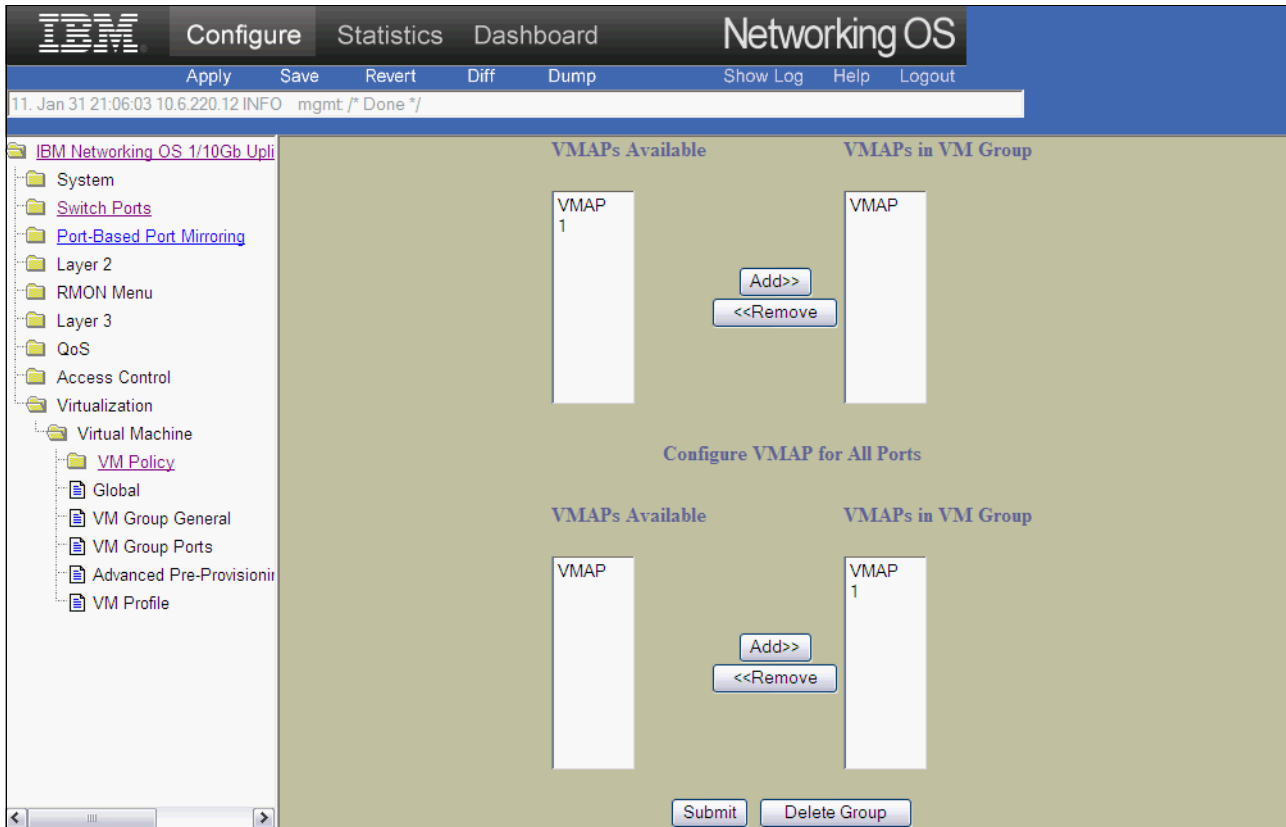 IBM Configure Statistics Dashboard Networking OS
Apply Save Revert Diff Dump Show Log Help Logout
11. Jan 31 21:06:03 10.6.220.12 INFO mgmt: /* Done */
IBM Networking OS 1/10Gb Upli
System
Switch Ports
Port-Based Port Mirroring
Layer 2
RMON Menu
Layer 3
QoS
Access Control
Virtualization
Virtual Machine
VM Policy
Global
VM Group General
VM Group Ports
Advanced Pre-Provisionin
VM Profile
VMAPs Available VMAPs in VM Group
VMAP VMAP
1
Add>>
<<Remove
Configure VMAP for All Ports
VMAPs Available VMAPs in VM Group
VMAP VMAP
1
Add>>
<<Remove
Submit Delete Group